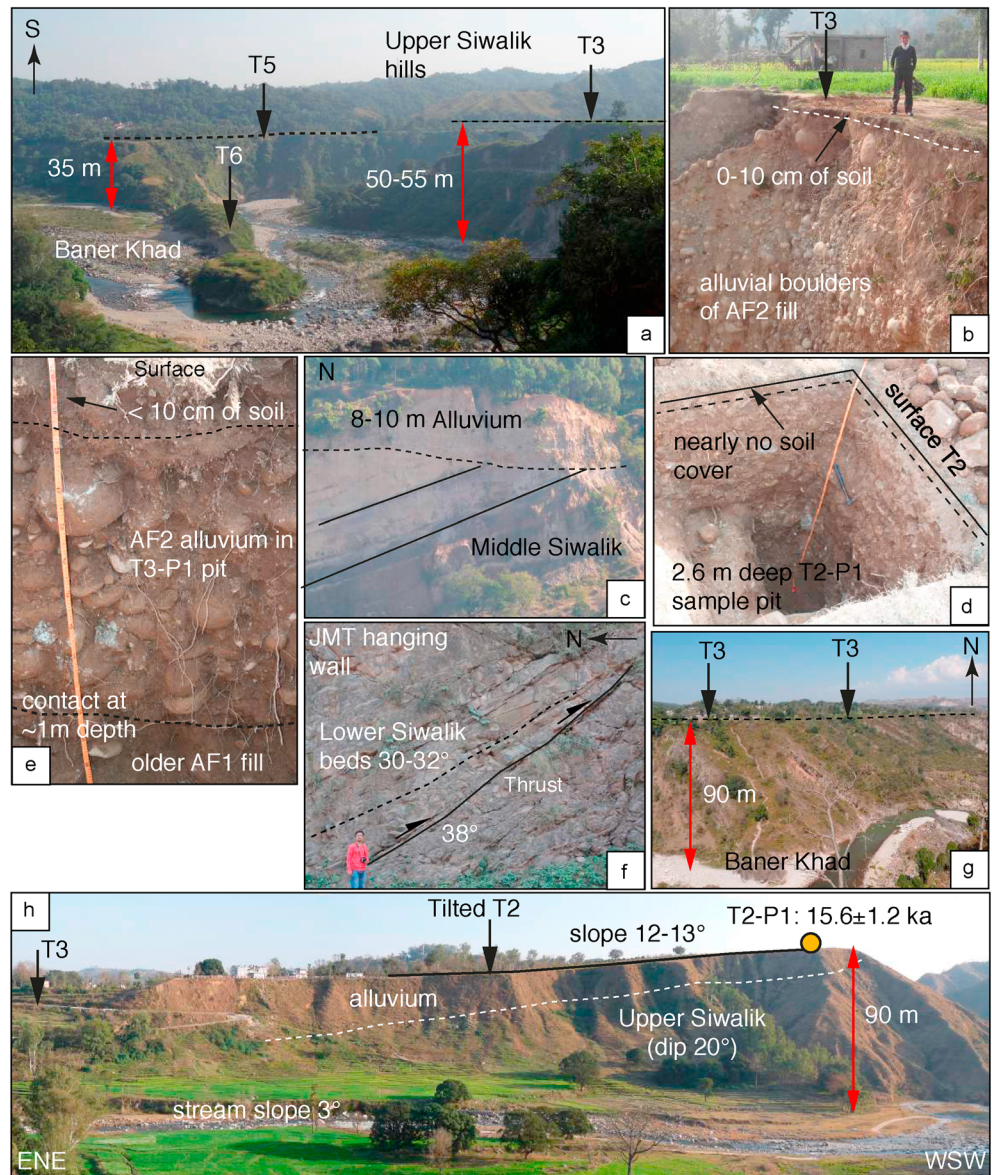 S
T5
Upper Siwalik
hills
T3
35 m
T6
50-55 m
Baner Khad
a
T3
0-10 cm of soil
alluvial boulders
of AF2 fill
b
Surface
< 10 cm of soil
AF2 alluvium in
T3-P1 pit
contact at
~1m depth
older AF1 fill
e
N
8-10 m Alluvium
Middle Siwalik
c
surface T2
nearly no soil
cover
2.6 m deep T2-P1
sample pit
d
JMT hanging
wall
N
Lower Siwalik
beds 30-32°
Thrust
38°
f
T3
T3
N
90 m
Baner Khad
g
h
T3
Tilted T2
slope 12-13°
T2-P1: 15.6±1.2 ka
alluvium
Upper Siwalik
(dip 20°)
90 m
stream slope 3°
ENE
WSW